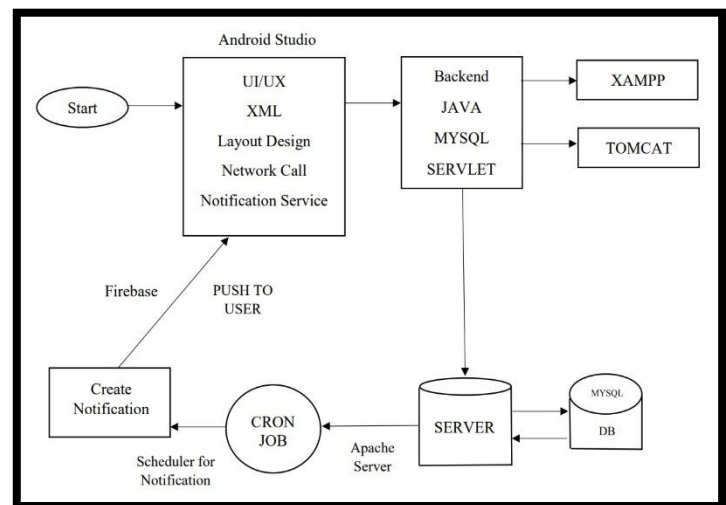 Android Studio
Start
UI/UX
XML
Layout Design
Network Call
Notification Service
Backend
JAVA
MYSQL
SERVLET
XAMPP
TOMCAT
Firebase
PUSH TO
USER
Create
Notification
CRON
JOB
Scheduler for
Notification
Apache
Server
SERVER
MYSQL
DB